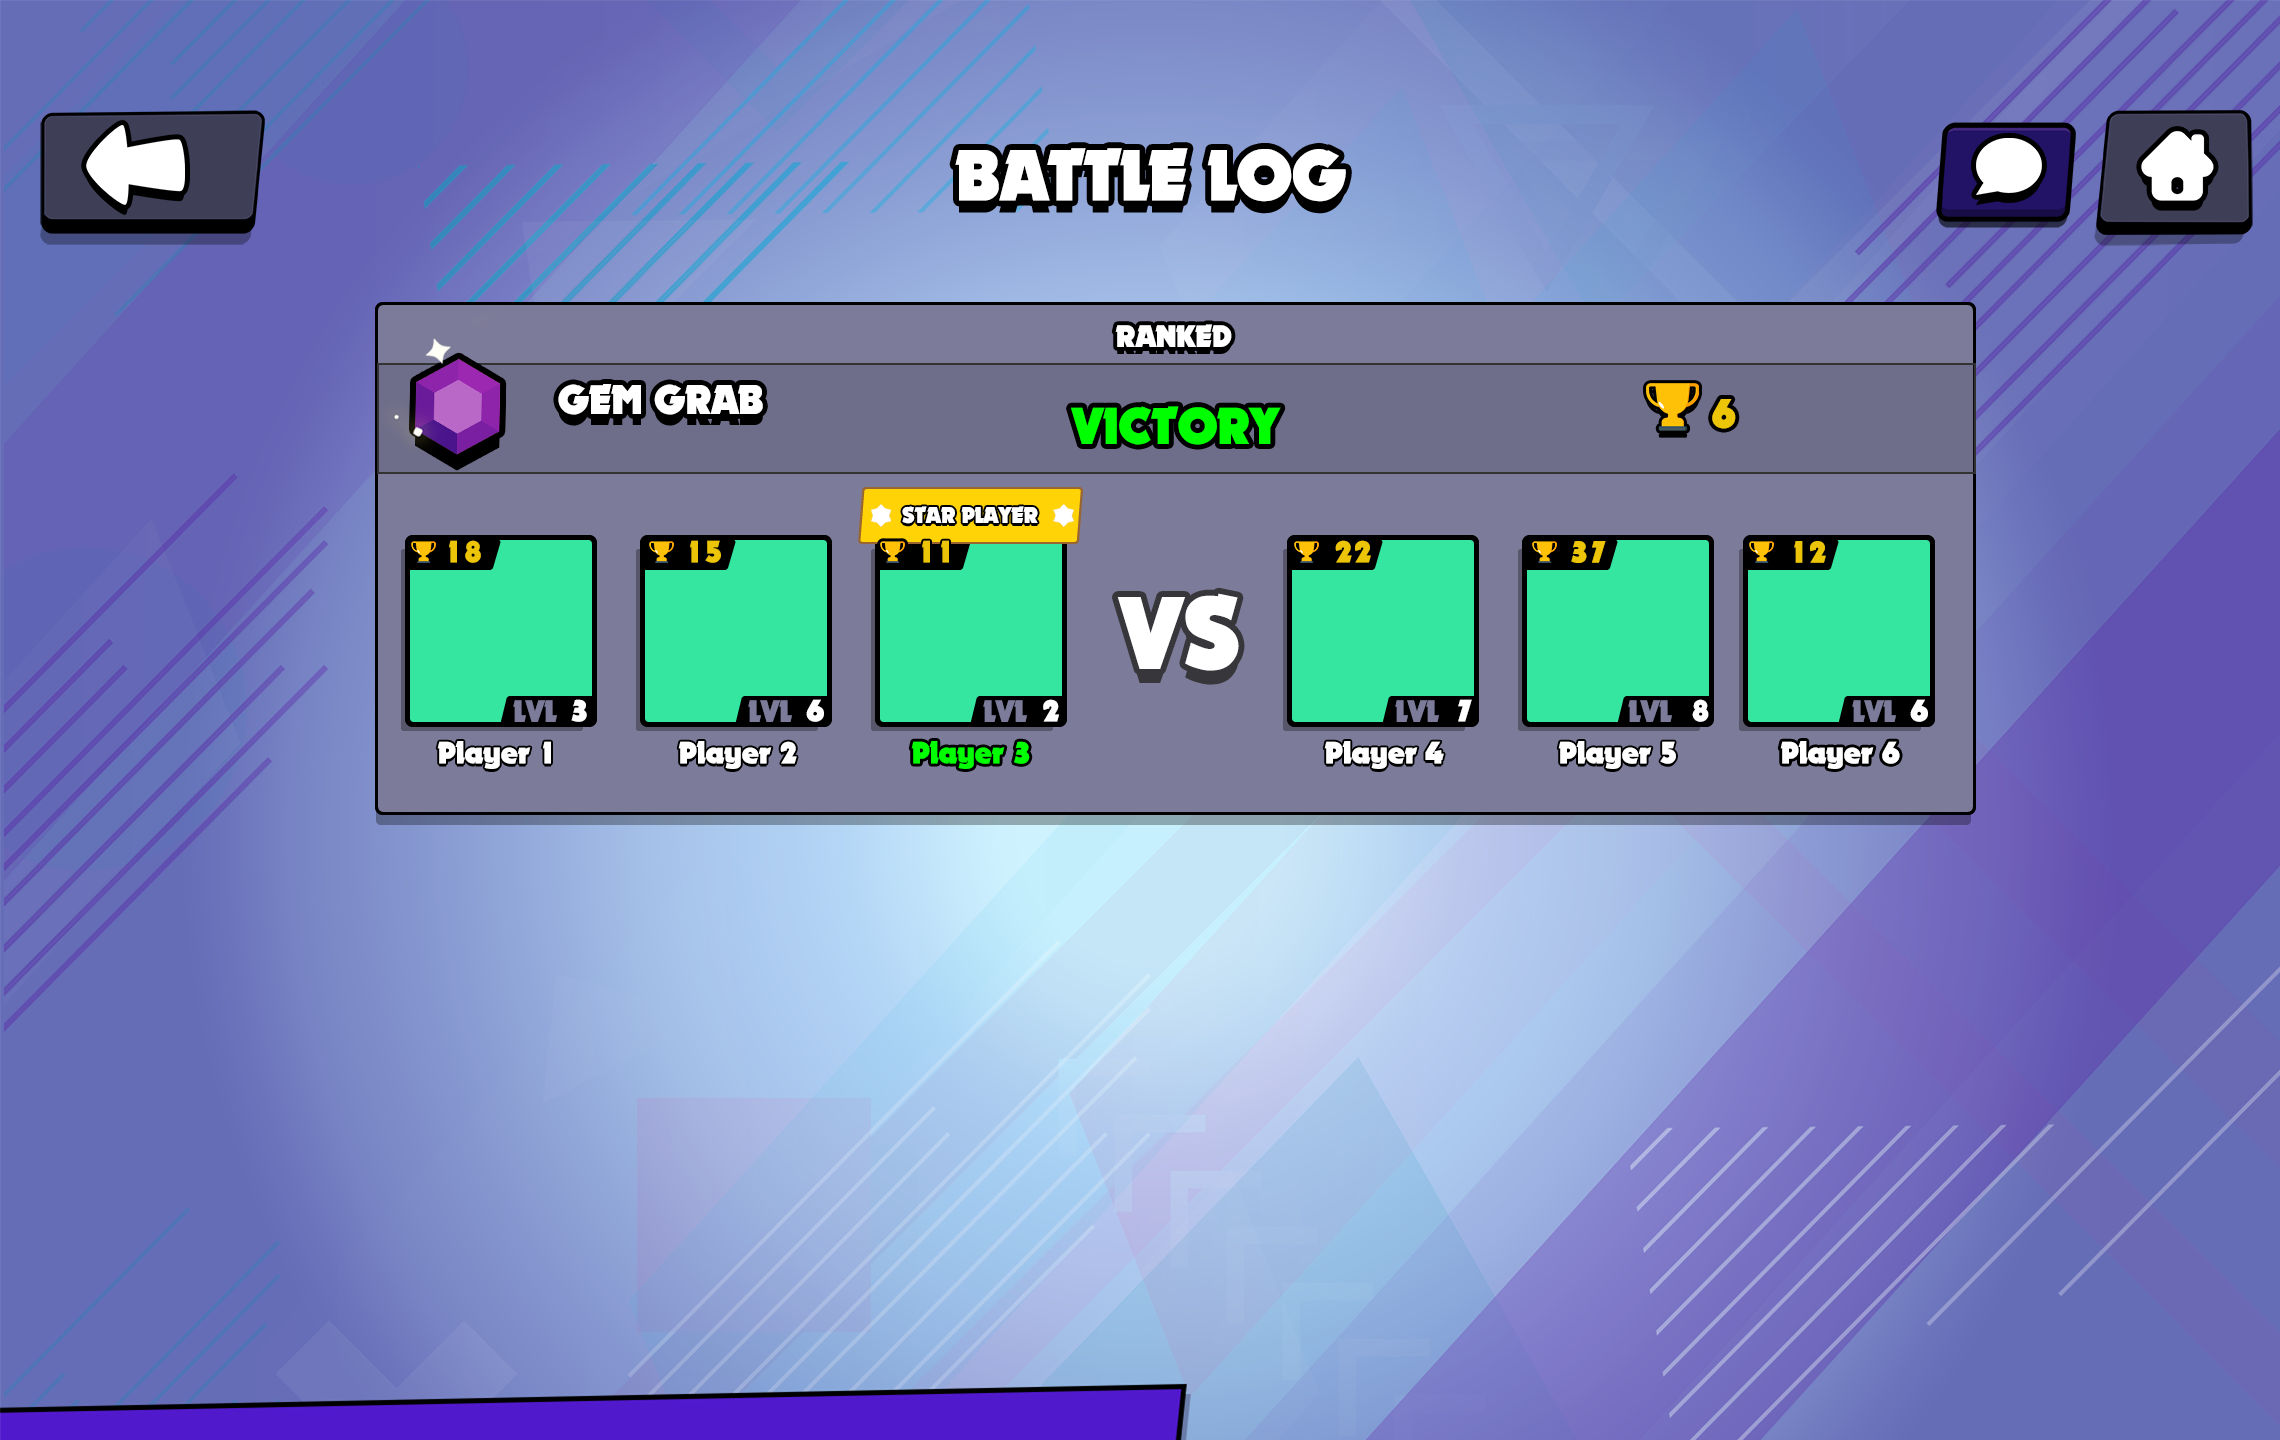 BATTLE LOG
RANKED
GEM GRAB
VICTORY
6
STAR PLAYER
18
15
11
VS
22
37
12
LVL 3
LVL 6
LVL 2
LVL 7
LVL 8
LVL 6
Player 1
Player 2
Player 3
Player 4
Player 5
Player 6